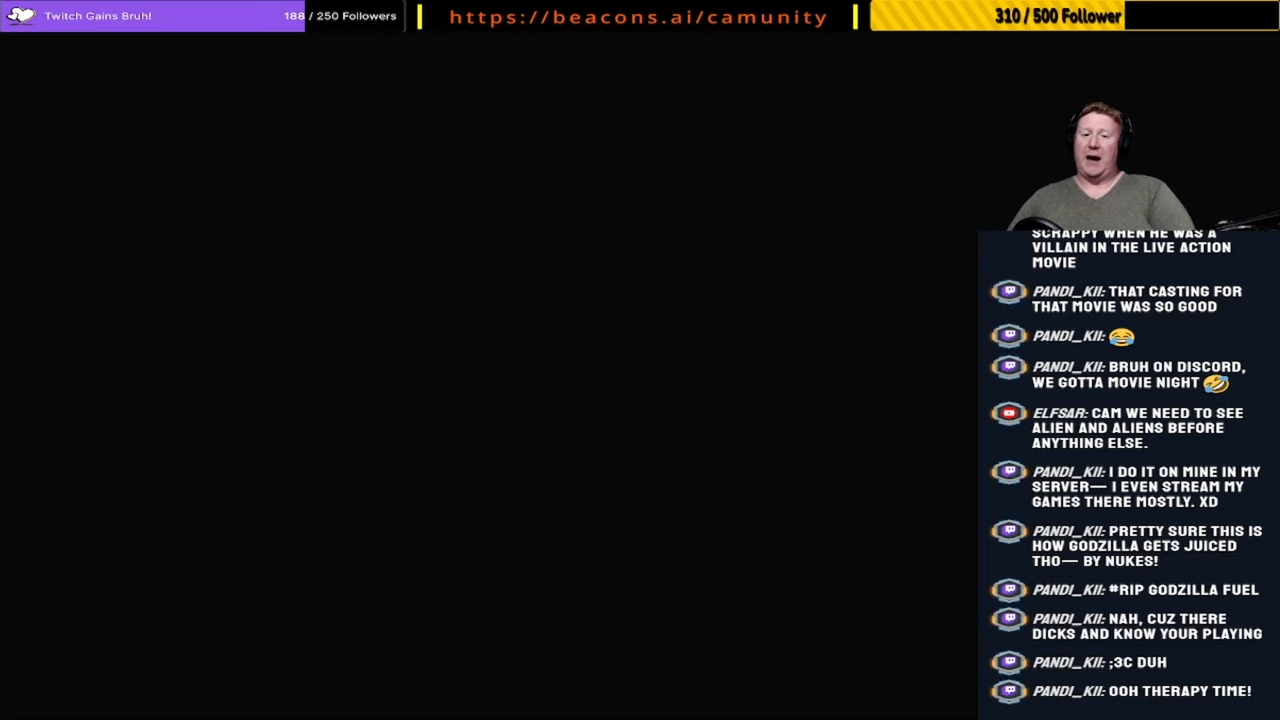 Twitch Gains Bruh!
188 / 250 Followers
https://beacons.ai/camunity
310 / 500 Follower
SCRAPPY WHEN HE WAS A
VILLAIN IN THE LIVE ACTION
MOVIE
PANDI_KII: THAT CASTING FOR
THAT MOVIE WAS SO GOOD
PANDI_KII: 😂
PANDI_KII: BRUH ON DISCORD,
WE GOTTA MOVIE NIGHT 🤣
ELFSAR: CAM WE NEED TO SEE
ALIEN AND ALIENS BEFORE
ANYTHING ELSE.
PANDI_KII: I DO IT ON MINE IN MY
SERVER— I EVEN STREAM MY
GAMES THERE MOSTLY. XD
PANDI_KII: PRETTY SURE THIS IS
HOW GODZILLA GETS JUICED
THO— BY NUKES!
PANDI_KII: #RIP GODZILLA FUEL
PANDI_KII: NAH, CUZ THERE
DICKS AND KNOW YOUR PLAYING
PANDI_KII: ;3C DUH
PANDI_KII: OOH THERAPY TIME!